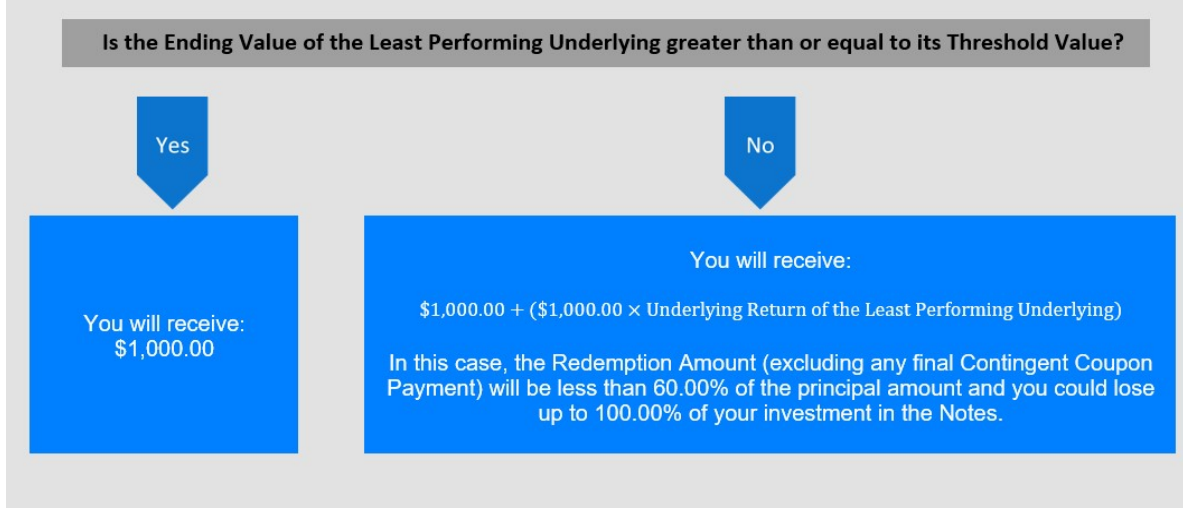 Is the Ending Value of the Least Performing Underlying greater than or equal to its Threshold Value?
Yes
No
You will receive:
$1,000.00
You will receive:
$1,000.00 + ($1,000.00 × Underlying Return of the Least Performing Underlying)
In this case, the Redemption Amount (excluding any final Contingent Coupon
Payment) will be less than 60.00% of the principal amount and you could lose
up to 100.00% of your investment in the Notes.